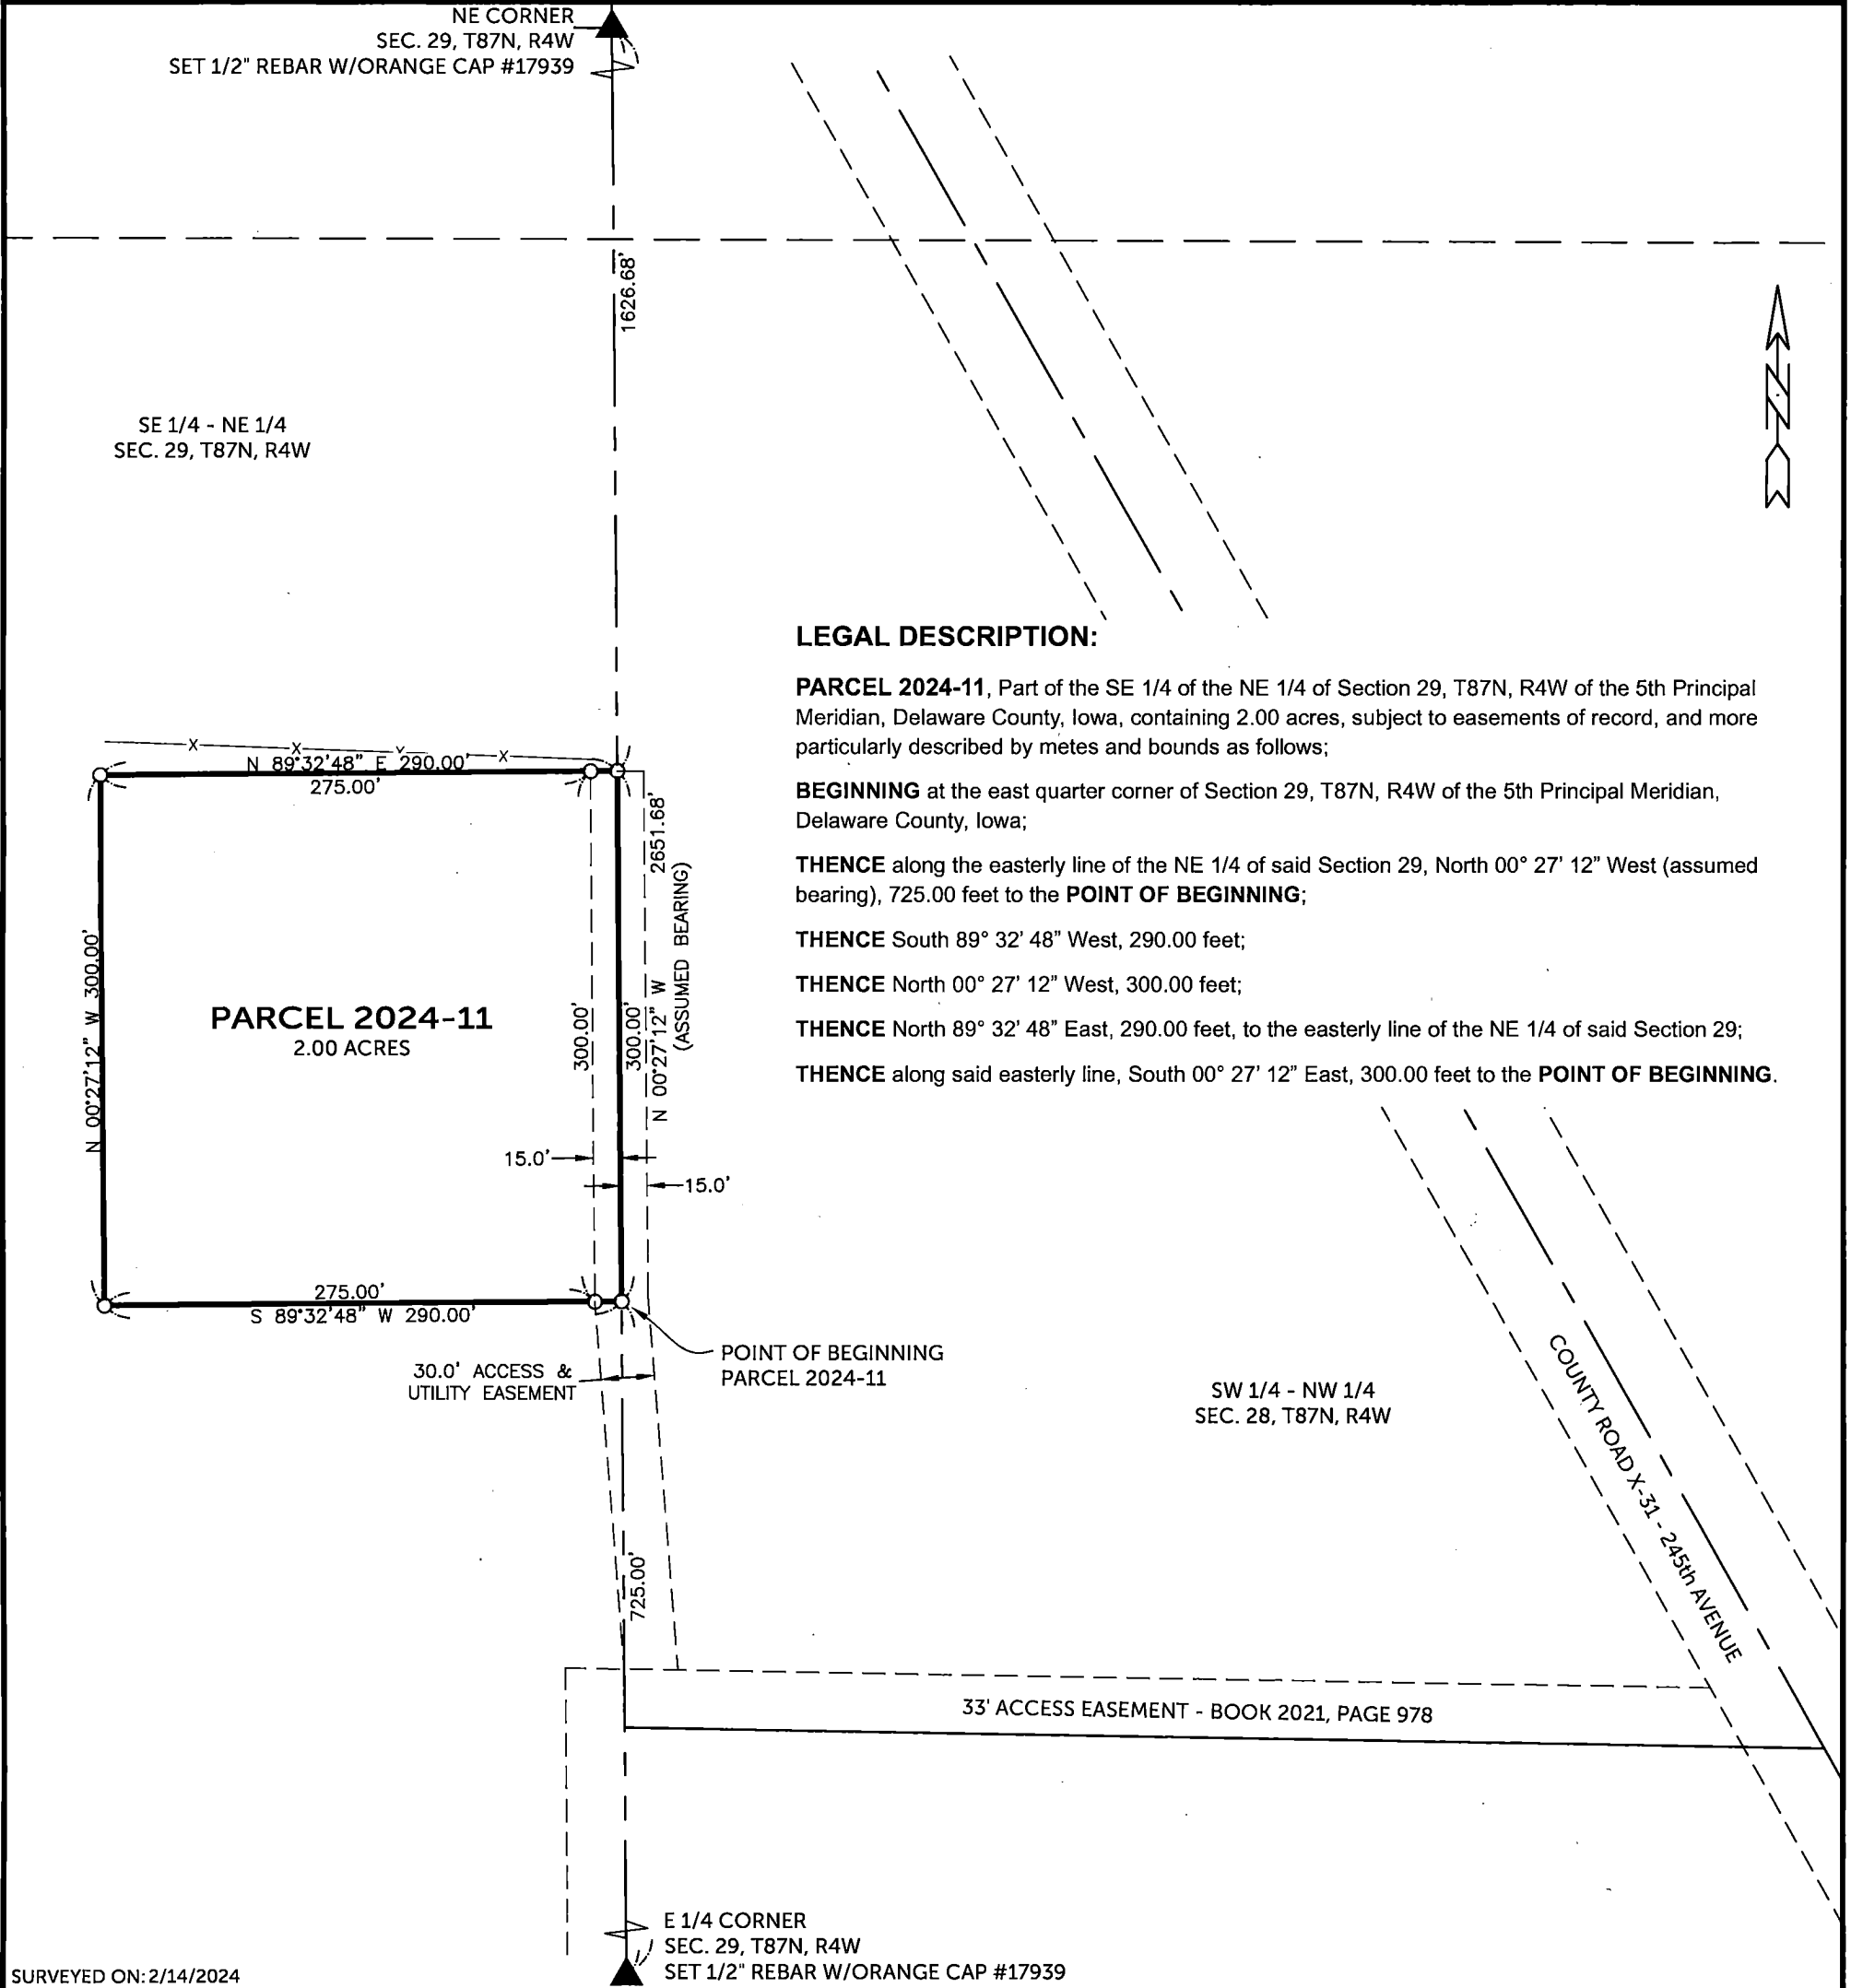 NE CORNER
SEC. 29, T87N, R4W
SET 1/2" REBAR W/ORANGE CAP #17939
1626.68'
SE 1/4 - NE 1/4
SEC. 29, T87N, R4W
N
LEGAL DESCRIPTION:
PARCEL 2024-11, Part of the SE 1/4 of the NE 1/4 of Section 29, T87N, R4W of the 5th Principal
Meridian, Delaware County, Iowa, containing 2.00 acres, subject to easements of record, and more
particularly described by metes and bounds as follows;
BEGINNING at the east quarter corner of Section 29, T87N, R4W of the 5th Principal Meridian,
Delaware County, Iowa;
THENCE along the easterly line of the NE 1/4 of said Section 29, North 00° 27' 12" West (assumed
bearing), 725.00 feet to the POINT OF BEGINNING;
THENCE South 89° 32' 48" West, 290.00 feet;
THENCE North 00° 27' 12" West, 300.00 feet;
THENCE North 89° 32' 48" East, 290.00 feet, to the easterly line of the NE 1/4 of said Section 29;
THENCE along said easterly line, South 00° 27' 12" East, 300.00 feet to the POINT OF BEGINNING.
X X X X
N 89°32'48" E 290.00'
275.00'
N 00°27'12" W 300.00'
PARCEL 2024-11
2.00 ACRES
300.00'
300.00'
N 00°27'12" W 2651.68'
(ASSUMED BEARING)
15.0'
15.0'
275.00'
S 89°32'48" W 290.00'
POINT OF BEGINNING
PARCEL 2024-11
30.0' ACCESS &
UTILITY EASEMENT
SW 1/4 - NW 1/4
SEC. 28, T87N, R4W
COUNTY ROAD X-31 - 245th AVENUE
725.00'
33' ACCESS EASEMENT - BOOK 2021, PAGE 978
E 1/4 CORNER
SEC. 29, T87N, R4W
SET 1/2" REBAR W/ORANGE CAP #17939
SURVEYED ON: 2/14/2024